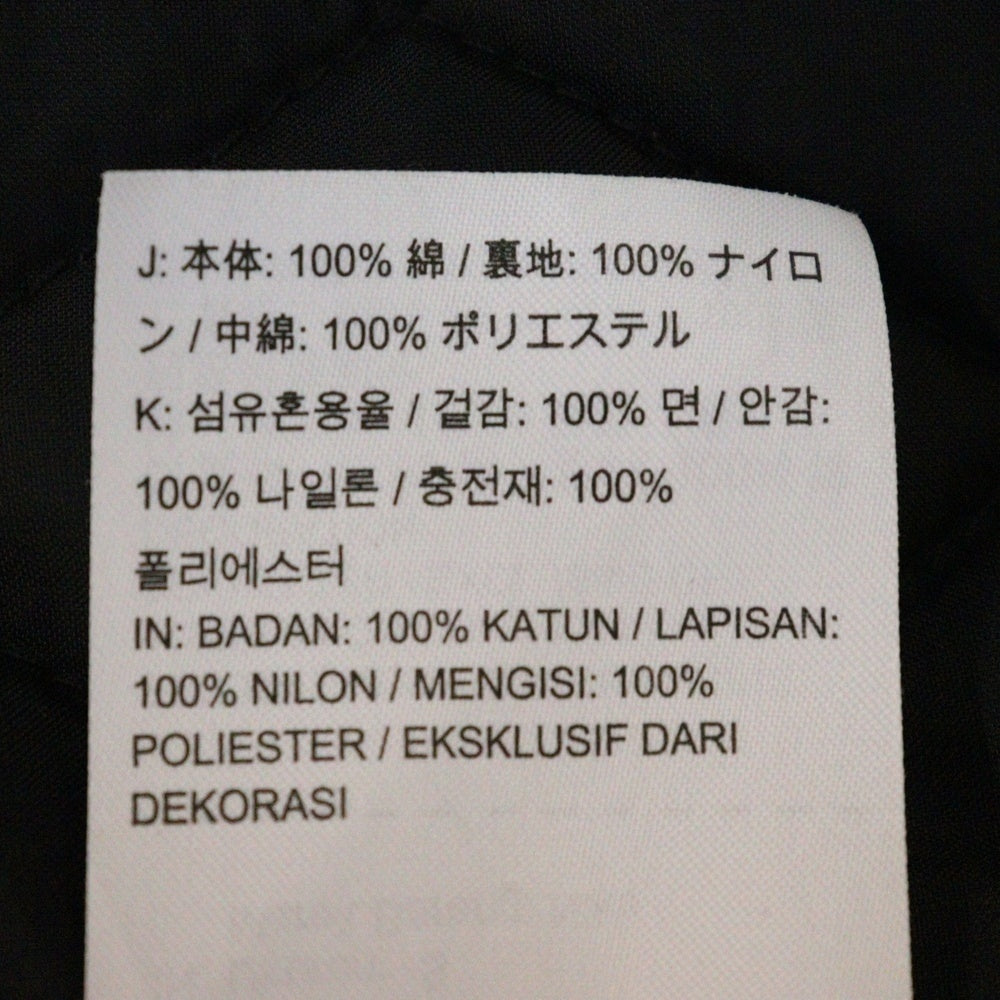 J: 本体: 100% 綿 / 裏地: 100% ナイロ
ン / 中綿: 100% ポリエステル
K: 섬유혼용율 / 겉감: 100% 면 / 안감:
100% 나일론 / 충전재: 100%
폴리에스터
IN: BADAN: 100% KATUN / LAPISAN:
100% NILON / MENGISI: 100%
POLIESTER / EKSKLUSIF DARI
DEKORASI